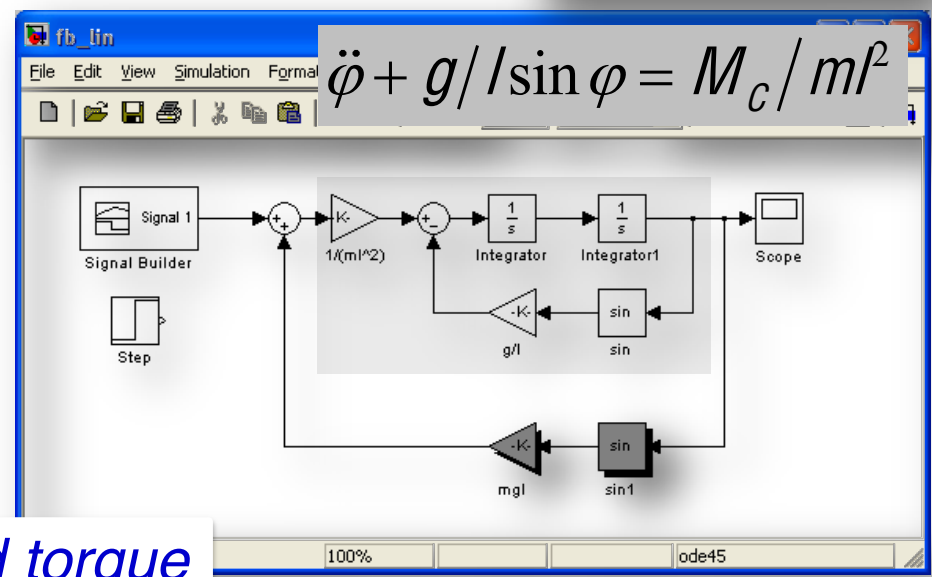 fb_lin
File Edit View Simulation Forma
φ̈ + g/l sin φ = M_C / ml²
Signal 1
Signal Builder
K-
1/(ml^2)
1/s
Integrator
1/s
Integrator1
Scope
Step
-K-
g/l
sin
sin
-K-
mgl
sin
sin1
torque
100%
ode45